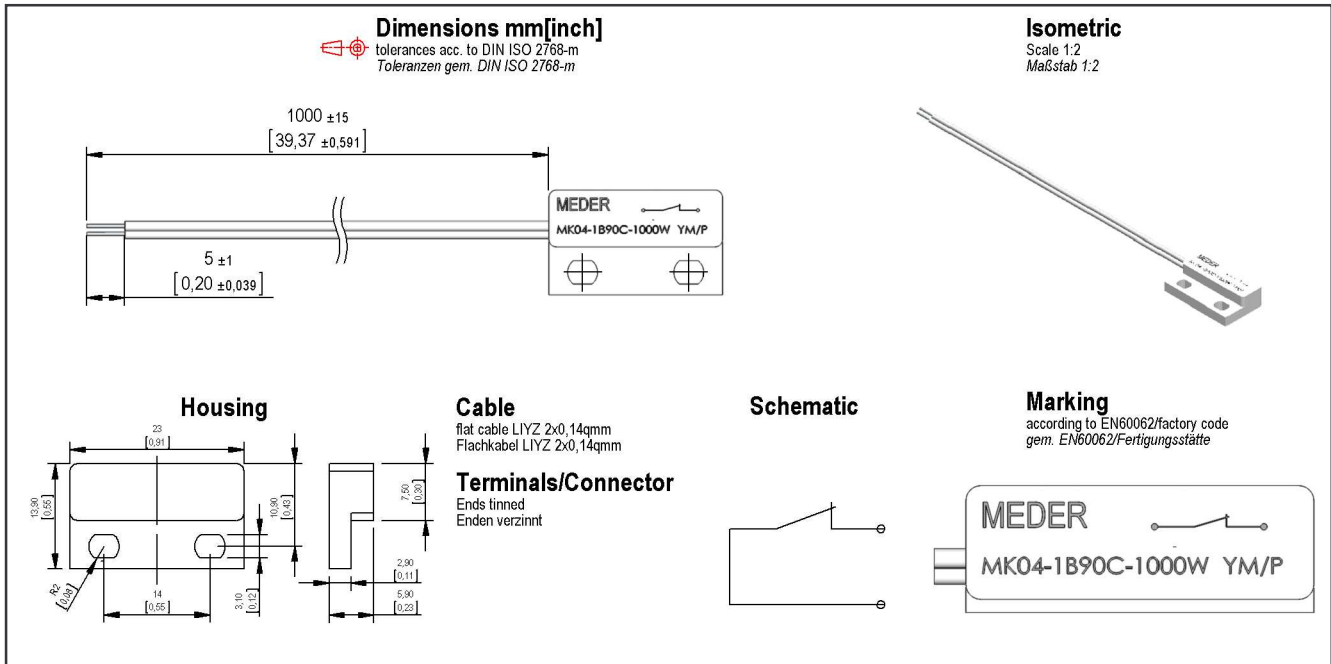 Dimensions mm[inch]
tolerances acc. to DIN ISO 2768-m
Toleranzen gem. DIN ISO 2768-m
Isometric
Scale 1:2
Maßstab 1:2
1000 ±15
[39,37 ±0,591]
MEDER
MK04-1B90C-1000W YM/P
5 ±1
[0,20 ±0,039]
MEDER
Housing
23
[0,91]
13,90
[0,55]
10,90
[0,43]
7,50
[0,30]
R2
[0,08]
14
[0,55]
3,10
[0,12]
2,90
[0,11]
5,90
[0,23]
Cable
flat cable LIYZ 2x0,14qmm
Flachkabel LIYZ 2x0,14qmm
Terminals/Connector
Ends tinned
Enden verzinnt
Schematic
Marking
according to EN60062/factory code
gem. EN60062/Fertigungsstätte
MEDER
MK04-1B90C-1000W YM/P